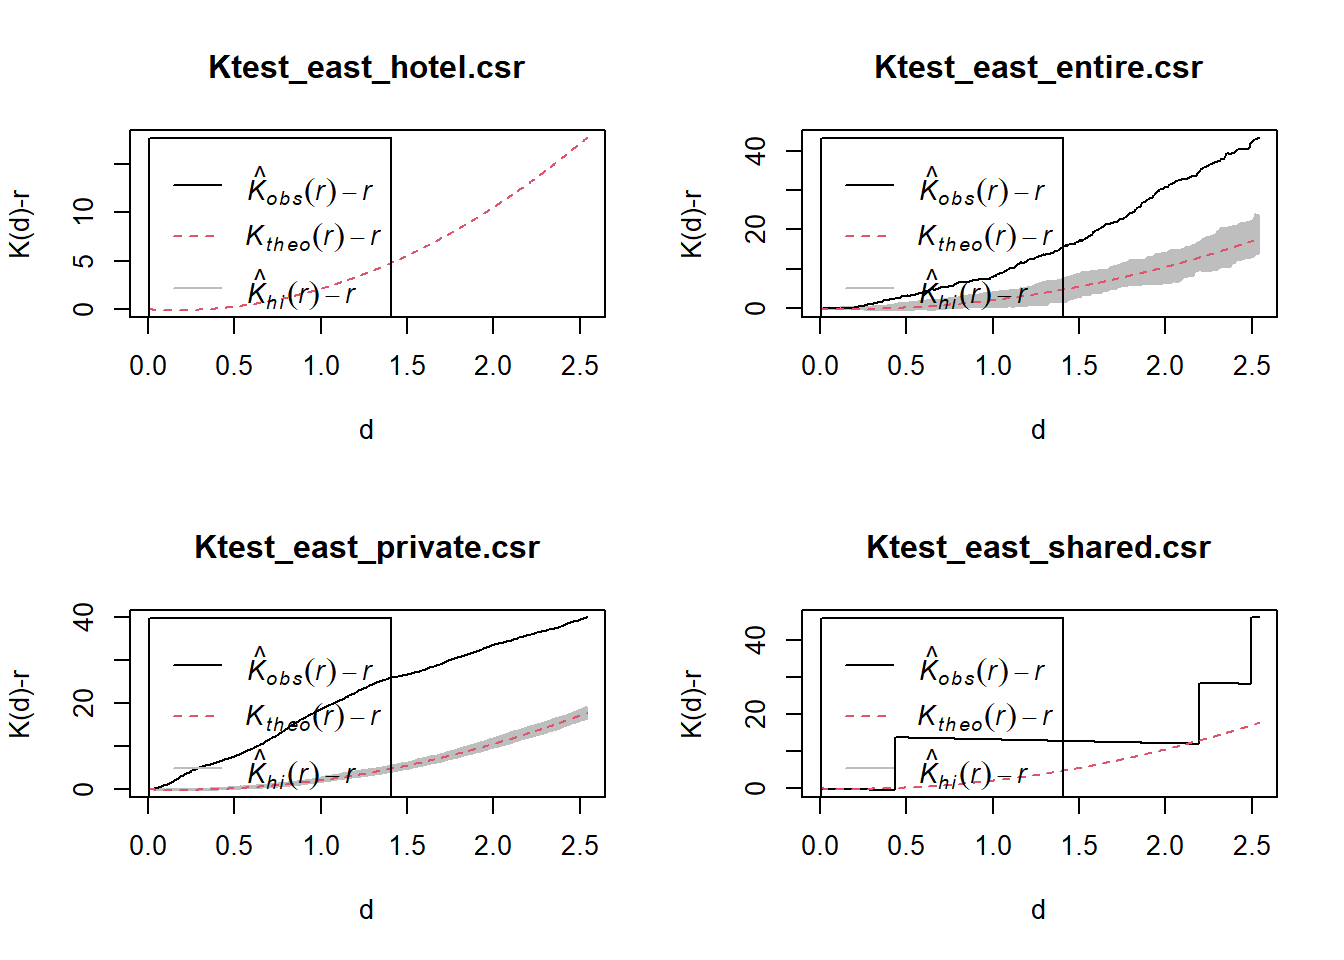 Ktest_east_hotel.csr
K(d)-r
0 5 10
K̂obs(r) – r
Ktheo(r) – r
K̂hi(r) – r
0.0 0.5 1.0 1.5 2.0 2.5
d
Ktest_east_entire.csr
K(d)-r
0 20 40
K̂obs(r) – r
Ktheo(r) – r
K̂hi(r) – r
0.0 0.5 1.0 1.5 2.0 2.5
d
Ktest_east_private.csr
K(d)-r
0 20 40
K̂obs(r) – r
Ktheo(r) – r
K̂hi(r) – r
0.0 0.5 1.0 1.5 2.0 2.5
d
Ktest_east_shared.csr
K(d)-r
0 20 40
K̂obs(r) – r
Ktheo(r) – r
K̂hi(r) – r
0.0 0.5 1.0 1.5 2.0 2.5
d